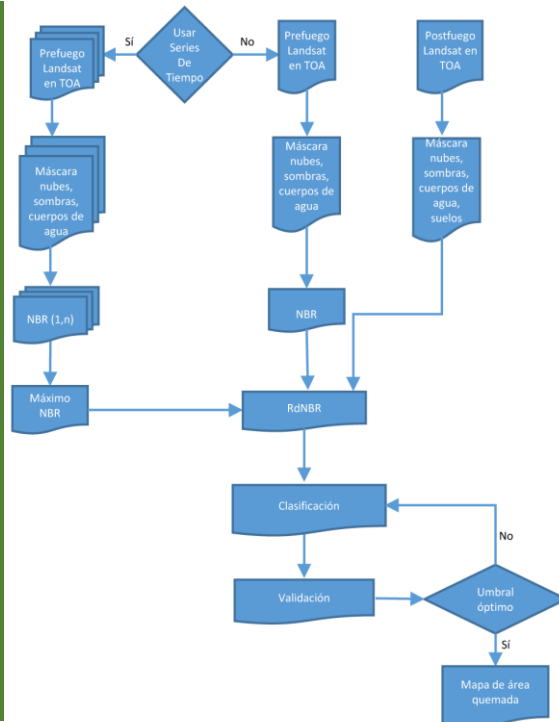 Usar
Series
De
Tiempo
Sí
No
Prefuego
Landsat
en TOA
Prefuego
Landsat
en TOA
Postfuego
Landsat en
TOA
Máscara
nubes,
sombras,
cuerpos de
agua
Máscara
nubes,
sombras,
cuerpos de
agua
Máscara
nubes,
sombras,
cuerpos de
agua,
suelos
NBR (1,n)
NBR
Máximo
NBR
RdNBR
Clasificación
No
Validación
Umbral
óptimo
Sí
Mapa de área
quemada